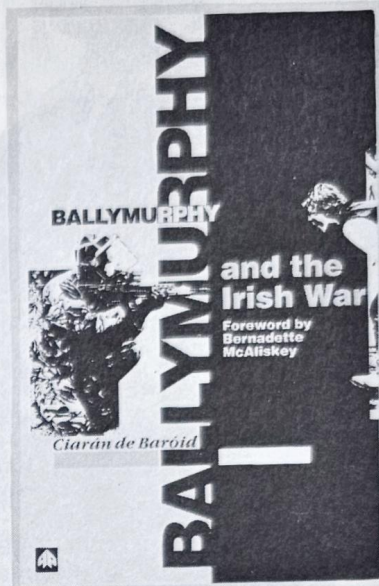 BALLYMURPHY
BALLYMURPHY
and the
Irish War
Foreword by
Bernadette
McAliskey
Ciarán de Baróid